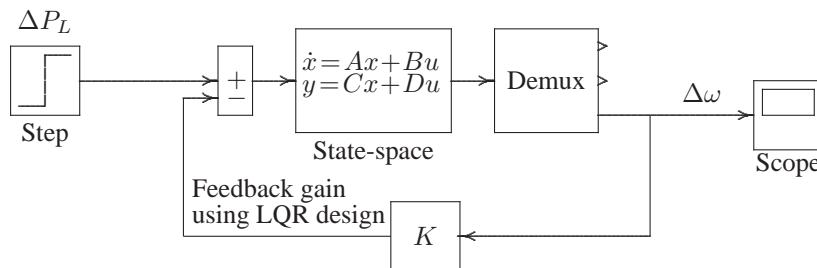 ΔP_L
Step
+
−
ẋ=Ax+Bu
y=Cx+Du
State-space
Demux
Δω
Scope
Feedback gain
using LQR design
K